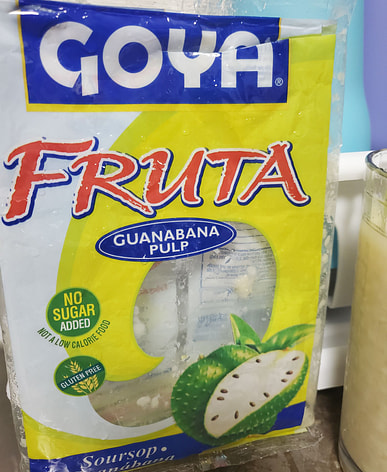 GOYA®
FRUTA
GUANABANA
PULP
NO
SUGAR
ADDED
NOT A LOW CALORIE FOOD
GLUTEN FREE
Soursop •